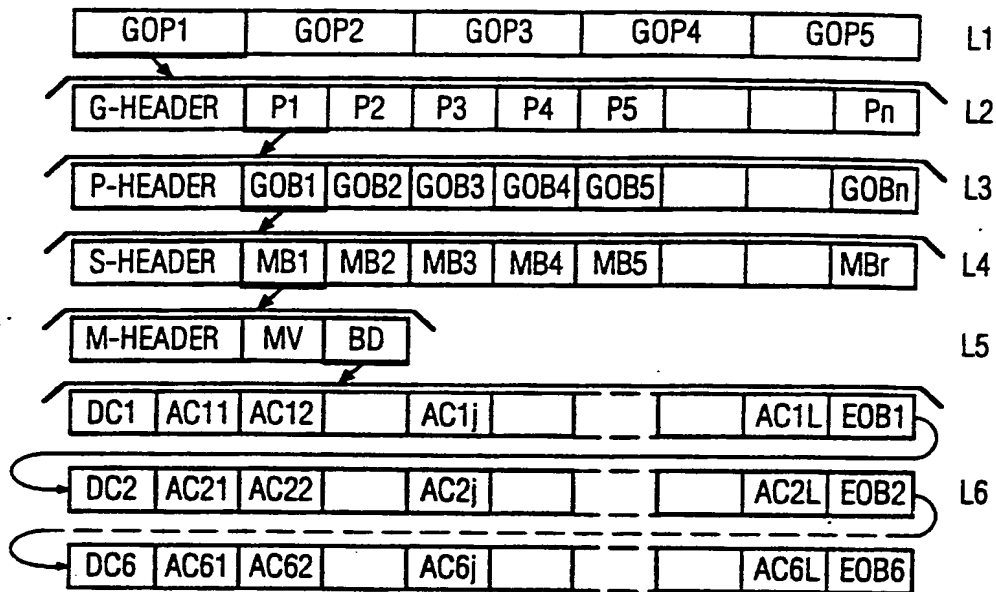 GOP1 GOP2 GOP3 GOP4 GOP5 L1
G-HEADER P1 P2 P3 P4 P5 Pn L2
P-HEADER GOB1 GOB2 GOB3 GOB4 GOB5 GOBn L3
S-HEADER MB1 MB2 MB3 MB4 MB5 MBr L4
M-HEADER MV BD L5
DC1 AC11 AC12 AC1j AC1L EOB1
DC2 AC21 AC22 AC2j AC2L EOB2 L6
DC6 AC61 AC62 AC6j AC6L EOB6